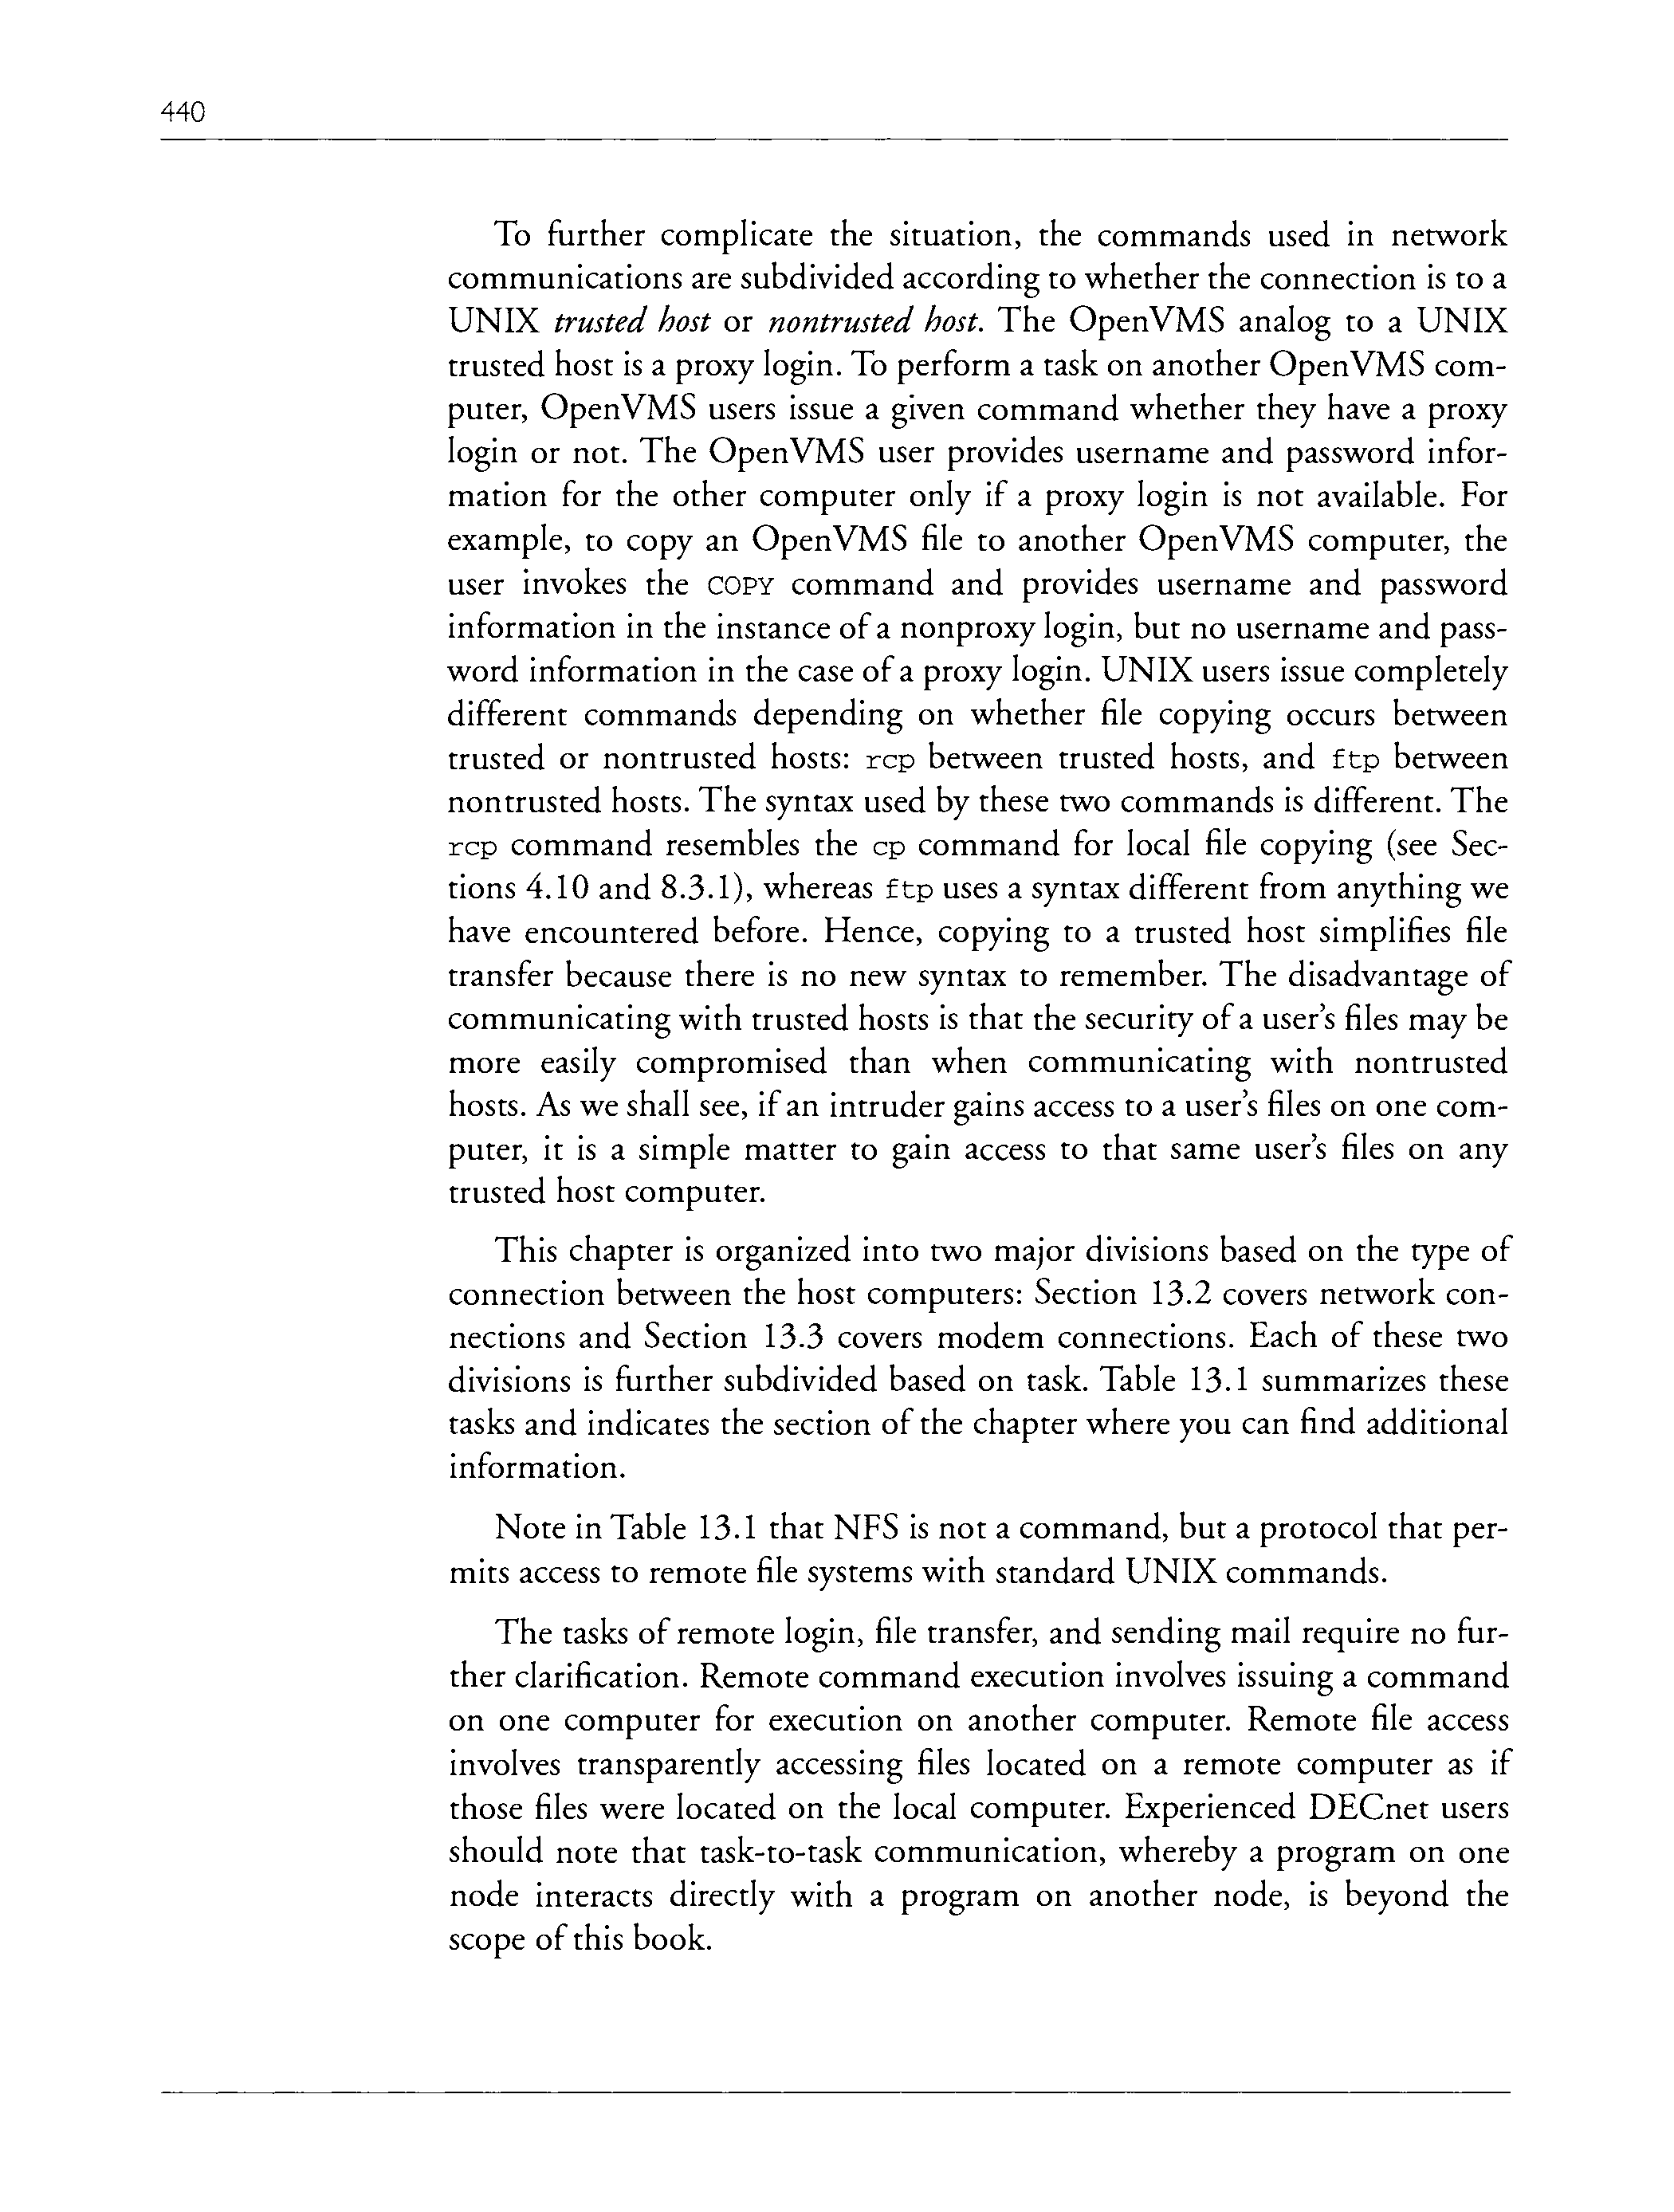 440
To further complicate the situation, the commands used in network
communications are subdivided according to whether the connection is to a
UNIX trusted host or nontrusted host. The OpenVMS analog to a UNIX
trusted host is a proxy login. To perform a task on another OpenVMS com-
puter, OpenVMS users issue a given command whether they have a proxy
login or not. The OpenVMS user provides username and password infor-
mation for the other computer only if a proxy login is not available. For
example, to copy an OpenVMS file to another OpenVMS computer, the
user invokes the COPY command and provides username and password
information in the instance of a nonproxy login, but no username and pass-
word information in the case of a proxy login. UNIX users issue completely
different commands depending on whether file copying occurs between
trusted or nontrusted hosts: rcp between trusted hosts, and ftp between
nontrusted hosts. The syntax used by these two commands is different. The
rcp command resembles the cp command for local file copying (see Sec-
tions 4.10 and 8.3.1), whereas ftp uses a syntax different from anything we
have encountered before. Hence, copying to a trusted host simplifies file
transfer because there is no new syntax to remember. The disadvantage of
communicating with trusted hosts is that the security of a user's files may be
more easily compromised than when communicating with nontrusted
hosts. As we shall see, if an intruder gains access to a user's files on one com-
puter, it is a simple matter to gain access to that same user's files on any
trusted host computer.
This chapter is organized into two major divisions based on the type of
connection between the host computers: Section 13.2 covers network con-
nections and Section 13.3 covers modem connections. Each of these two
divisions is further subdivided based on task. Table 13.1 summarizes these
tasks and indicates the section of the chapter where you can find additional
information.
Note in Table 13.1 that NFS is not a command, but a protocol that per-
mits access to remote file systems with standard UNIX commands.
The tasks of remote login, file transfer, and sending mail require no fur-
ther clarification. Remote command execution involves issuing a command
on one computer for execution on another computer. Remote file access
involves transparently accessing files located on a remote computer as if
those files were located on the local computer. Experienced DECnet users
should note that task-to-task communication, whereby a program on one
node interacts directly with a program on another node, is beyond the
scope of this book.